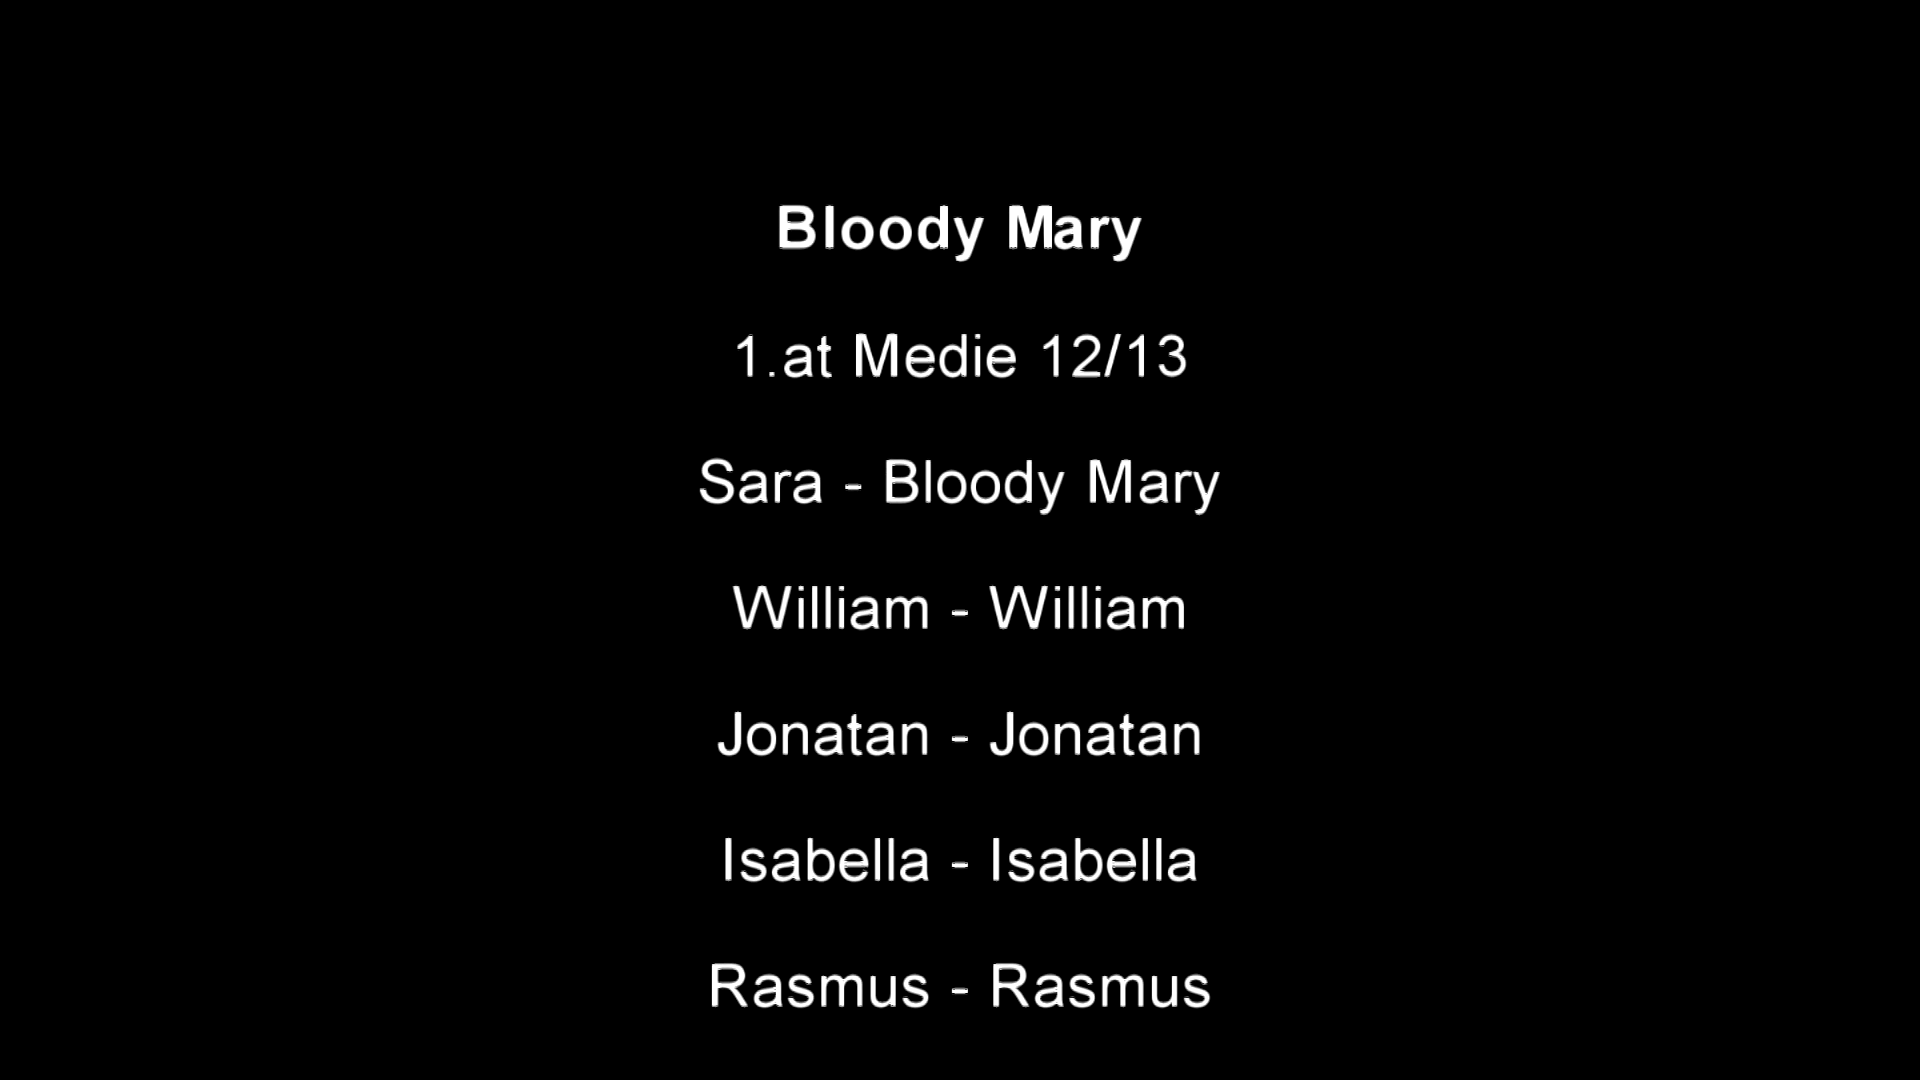 Bloody Mary
1.at Medie 12/13
Sara - Bloody Mary
William - William
Jonatan - Jonatan
Isabella - Isabella
Rasmus - Rasmus